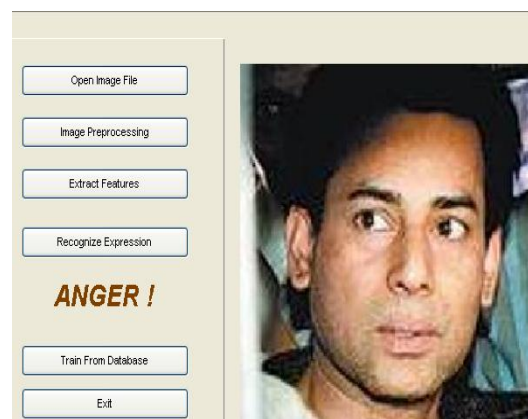 Open Image File
Image Preprocessing
Extract Features
Recognize Expression
ANGER !
Train From Database
Exit